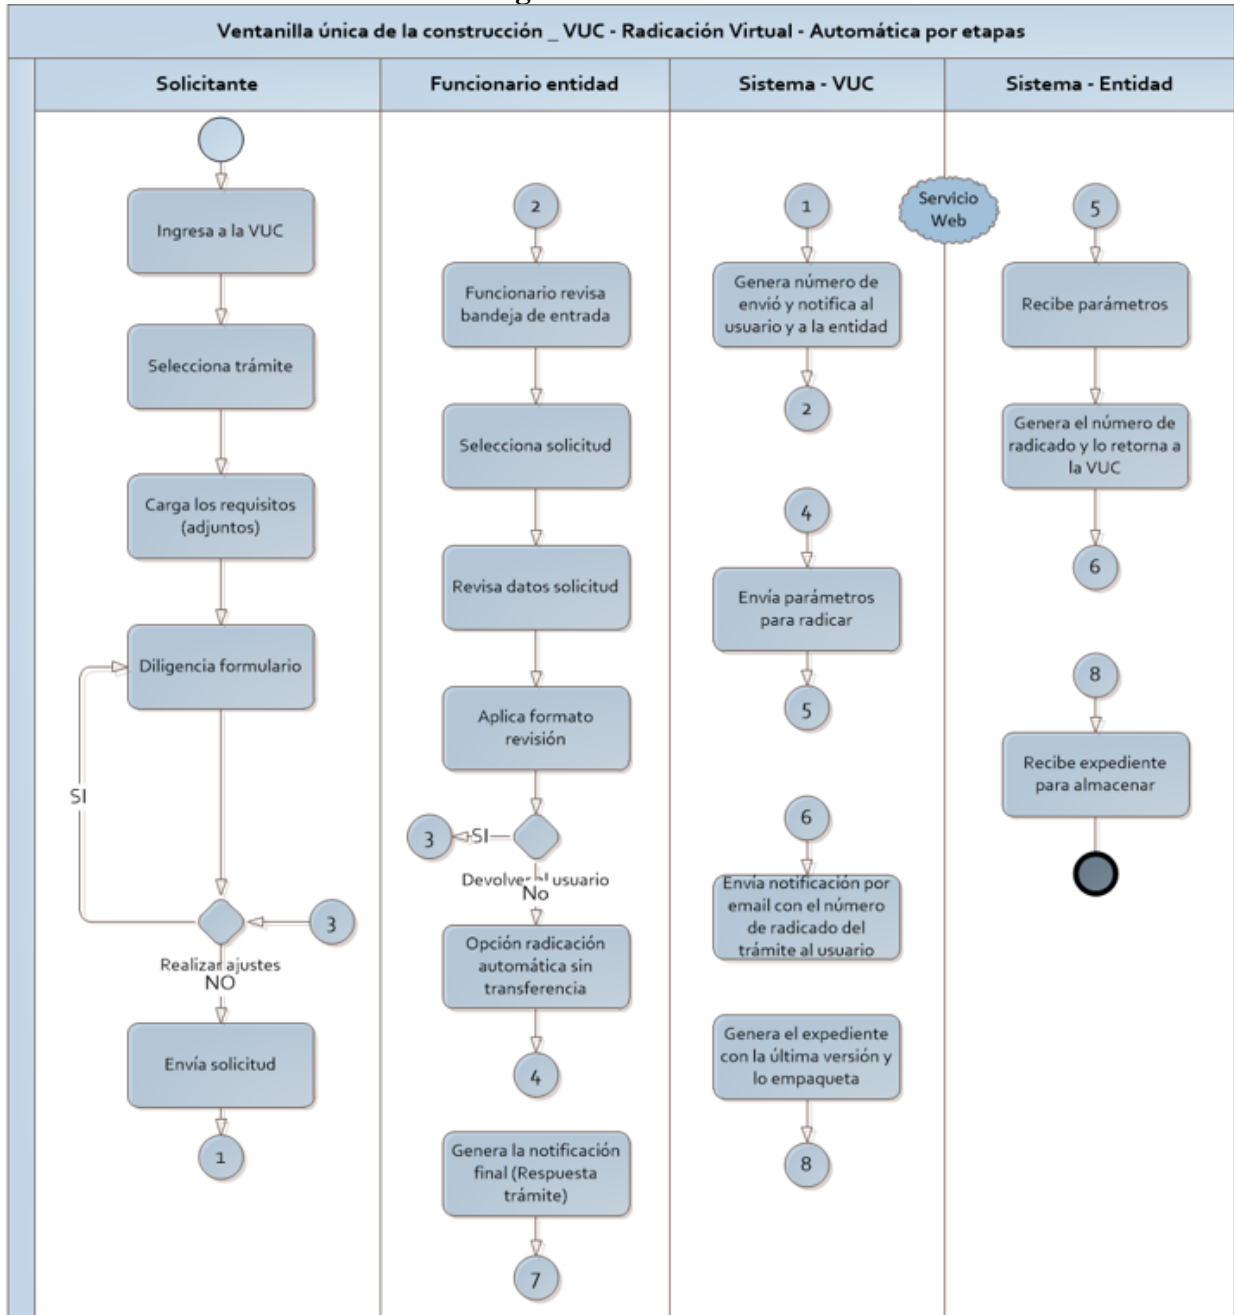 Ventanilla única de la construcción _ VUC - Radicación Virtual - Automática por etapas
Solicitante
Ingresa a la VUC
Selecciona trámite
Carga los requisitos
(adjuntos)
Diligencia formulario
SI
3
Realizar ajustes
NO
Envía solicitud
1
Funcionario entidad
2
Funcionario revisa
bandeja de entrada
Selecciona solicitud
Revisa datos solicitud
Aplica formato
revisión
3
SI
Devolver al usuario
No
Opción radicación
automática sin
transferencia
4
Genera la notificación
final (Respuesta
trámite)
7
Sistema - VUC
1
Genera número de
envió y notifica al
usuario y a la entidad
2
4
Envía parámetros
para radicar
5
6
Envía notificación por
email con el número
de radicado del
trámite al usuario
Genera el expediente
con la última versión y
lo empaqueta
8
Servicio
Web
Sistema - Entidad
5
Recibe parámetros
Genera el número de
radicado y lo retorna a
la VUC
6
8
Recibe expediente
para almacenar